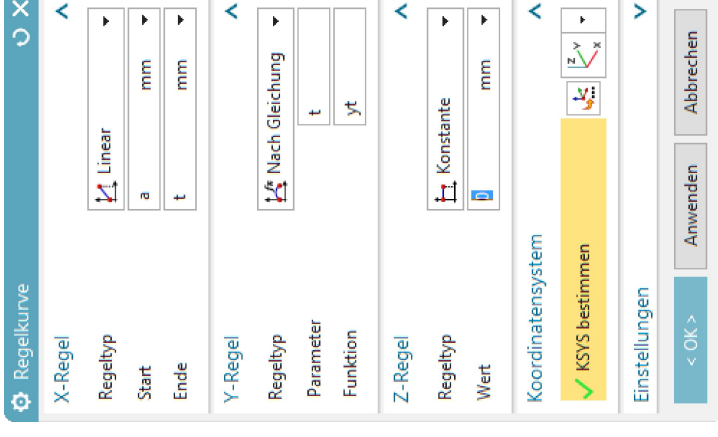 Regelkurve
X-Regel
Regeltyp Linear
Start a mm
Ende t mm
Y-Regel
Regeltyp Nach Gleichung
Parameter t
Funktion yt
Z-Regel
Regeltyp Konstante
Wert 0 mm
Koordinatensystem
KSYS bestimmen
Z Y X
Einstellungen
< OK > Anwenden Abbrechen